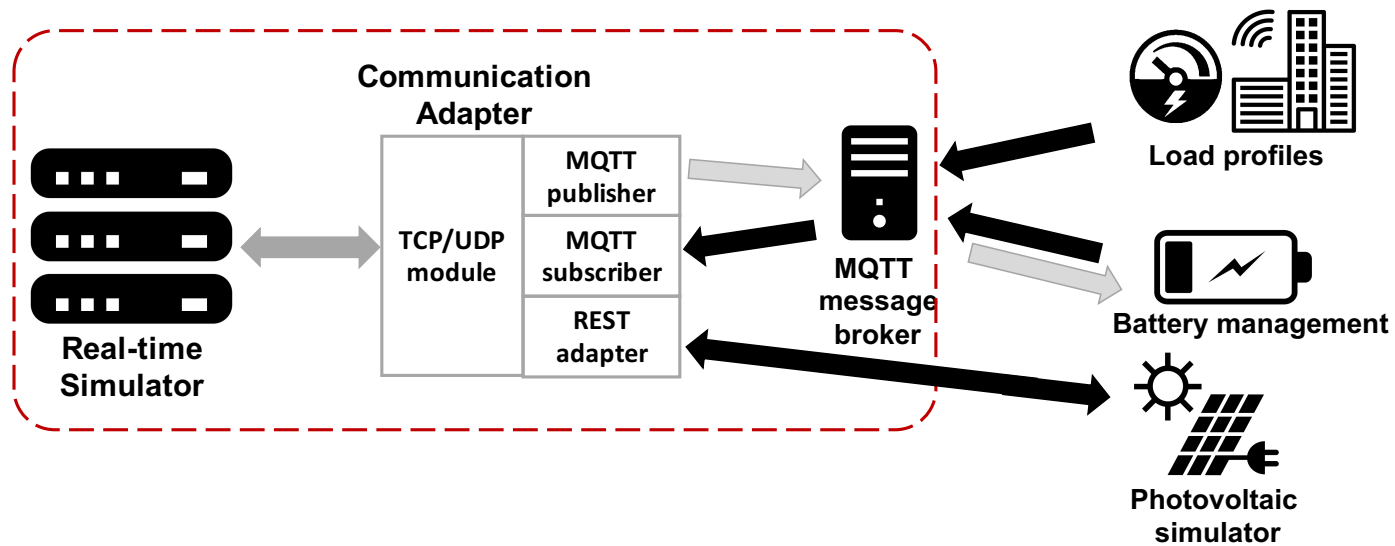 Communication
Adapter
Real-time
Simulator
TCP/UDP
module
MQTT
publisher
MQTT
subscriber
REST
adapter
MQTT
message
broker
Load profiles
Battery management
Photovoltaic
simulator